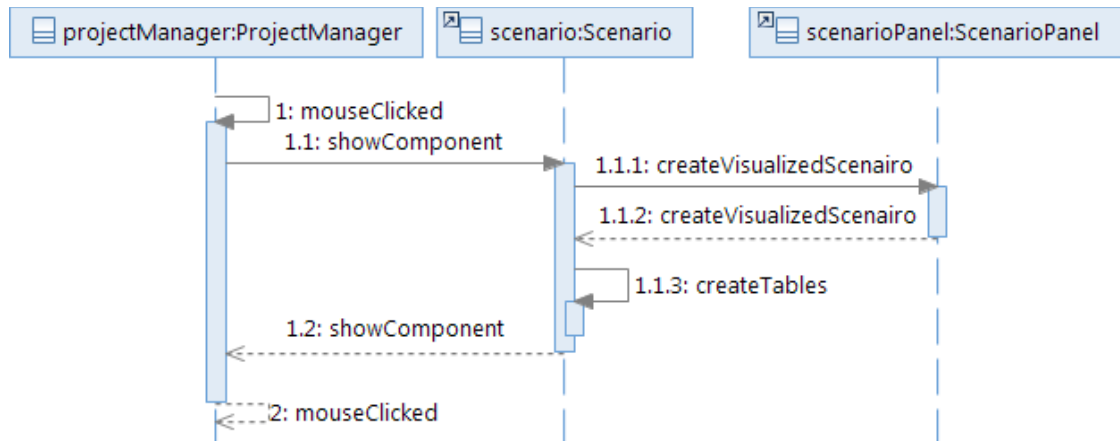 projectManager:ProjectManager
scenario:Scenario
scenarioPanel:ScenarioPanel
1: mouseClicked
1.1: showComponent
1.1.1: createVisualizedScenairo
1.1.2: createVisualizedScenairo
1.1.3: createTables
1.2: showComponent
2: mouseClicked